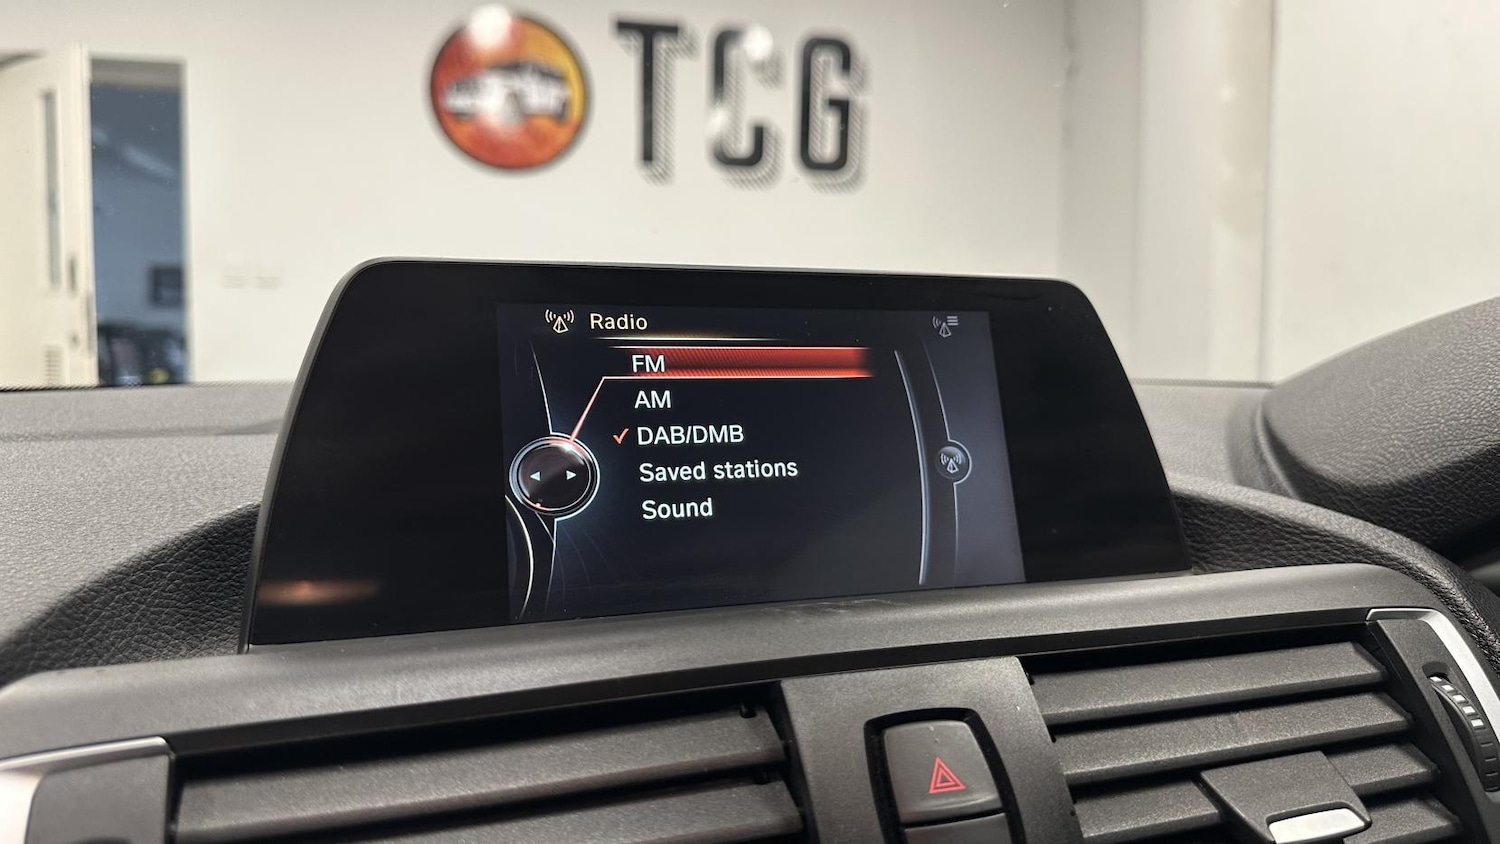 TCG
Radio
FM
AM
DAB/DMB
Saved stations
Sound